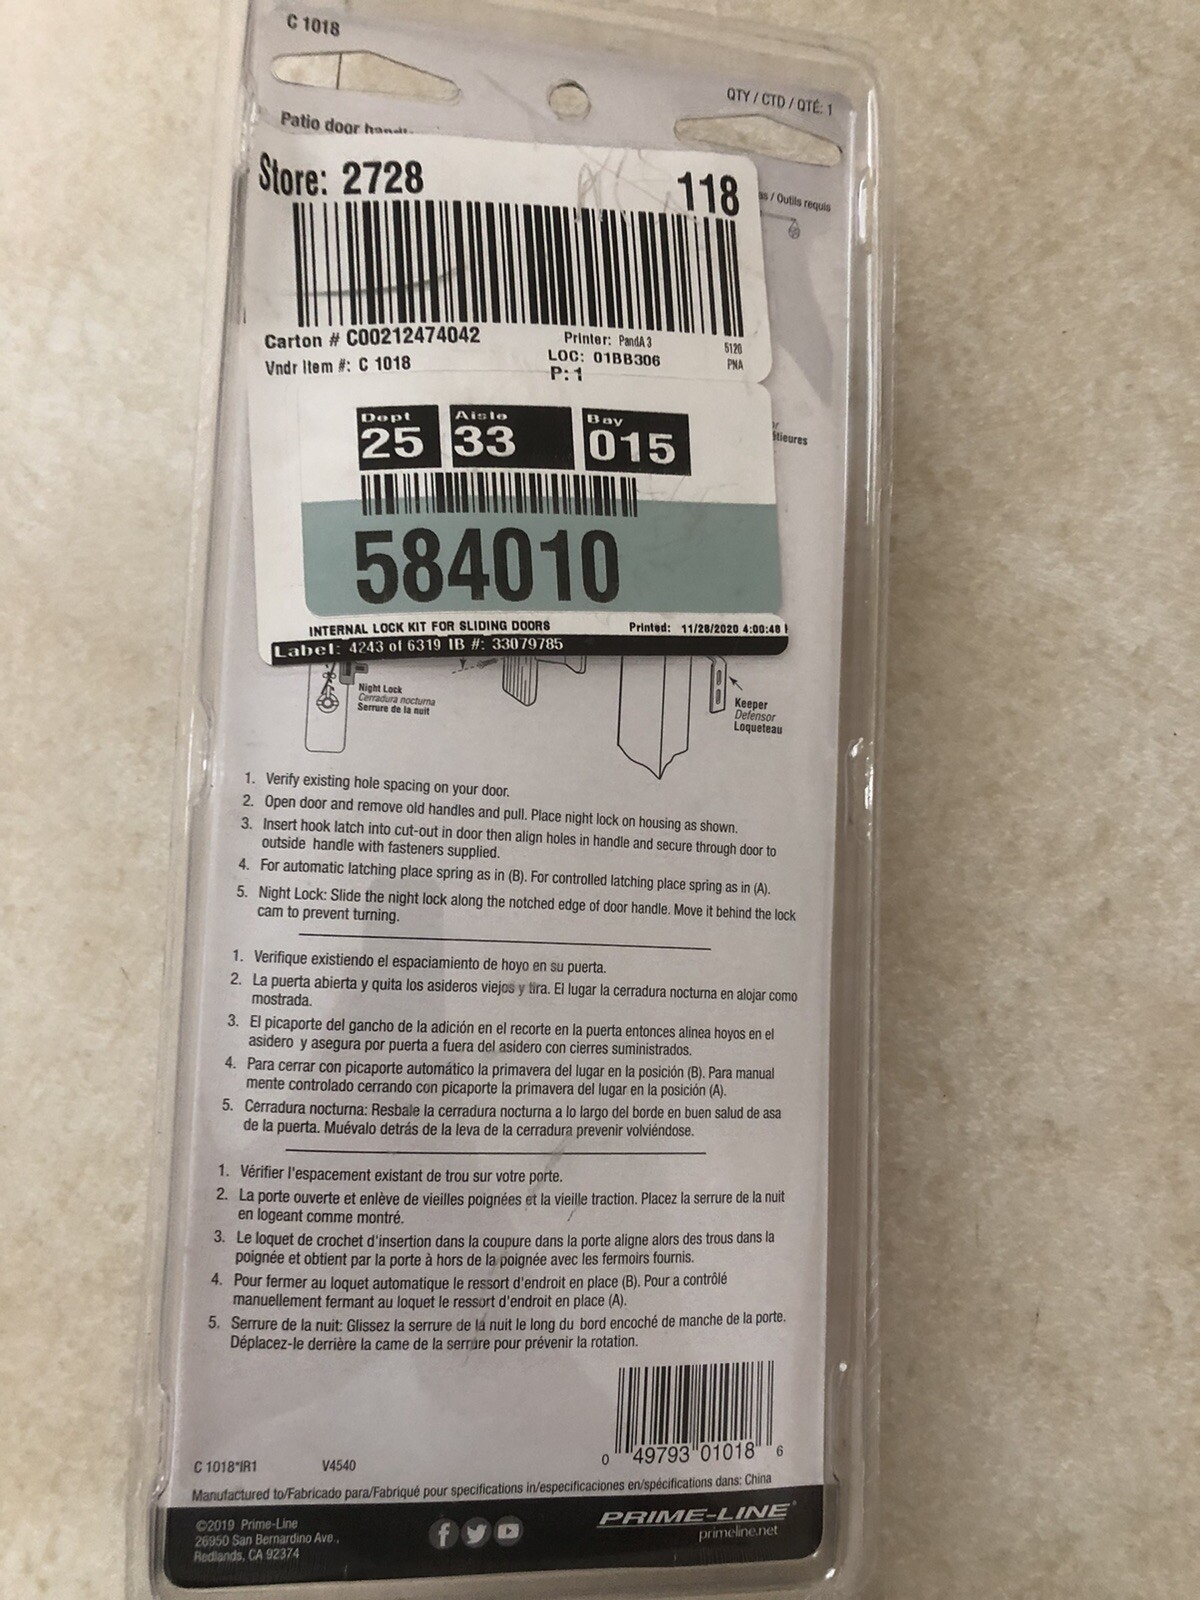 C 1018
QTY / CTD / QTÉ: 1
Patio door
Store: 2728
118
/ Outils requis
Carton # C00212474042
Printer: PandA 3
5120
Vndr Item #: C 1018
LOC: 01BB306
PNA
P: 1
Dept
Aisle
Bay
25
33
015
584010
INTERNAL LOCK KIT FOR SLIDING DOORS
Printed: 11/28/2020 4:00:48
Label: 4243 of 6319 IB #: 33079785
Night Lock
Cerradura nocturna
Serrure de la nuit
Keeper
Defensor
Loqueteau
1. Verify existing hole spacing on your door.
2. Open door and remove old handles and pull. Place night lock on housing as shown.
3. Insert hook latch into cut-out in door then align holes in handle and secure through door to
outside handle with fasteners supplied.
4. For automatic latching place spring as in (B). For controlled latching place spring as in (A).
5. Night Lock: Slide the night lock along the notched edge of door handle. Move it behind the lock
cam to prevent turning.
1. Verifique existiendo el espaciamiento de hoyo en su puerta.
2. La puerta abierta y quita los asideros viejos y tira. El lugar la cerradura nocturna en alojar como
mostrada.
3. El picaporte del gancho de la adición en el recorte en la puerta entonces alinea hoyos en el
asidero y asegura por puerta a fuera del asidero con cierres suministrados.
4. Para cerrar con picaporte automático la primavera del lugar en la posición (B). Para manual
mente controlado cerrando con picaporte la primavera del lugar en la posición (A).
5. Cerradura nocturna: Resbale la cerradura nocturna a lo largo del borde en buen salud de asa
de la puerta. Muévalo detrás de la leva de la cerradura prevenir volviéndose.
1. Vérifier l'espacement existant de trou sur votre porte.
2. La porte ouverte et enlève de vieilles poignées et la vieille traction. Placez la serrure de la nuit
en logeant comme montré.
3. Le loquet de crochet d'insertion dans la coupure dans la porte aligne alors des trous dans la
poignée et obtient par la porte à hors de la poignée avec les fermoirs fournis.
4. Pour fermer au loquet automatique le ressort d'endroit en place (B). Pour a contrôlé
manuellement fermant au loquet le ressort d'endroit en place (A).
5. Serrure de la nuit: Glissez la serrure de la nuit le long du bord encoché de manche de la porte.
Déplacez-le derrière la came de la serrure pour prévenir la rotation.
0 49793 01018 6
C 1018*IR1
V4540
Manufactured to/Fabricado para/Fabriqué pour specifications in/especificaciones en/spécifications dans: China
©2019 Prime-Line
26950 San Bernardino Ave.,
Redlands, CA 92374
PRIME-LINE®
primeline.net